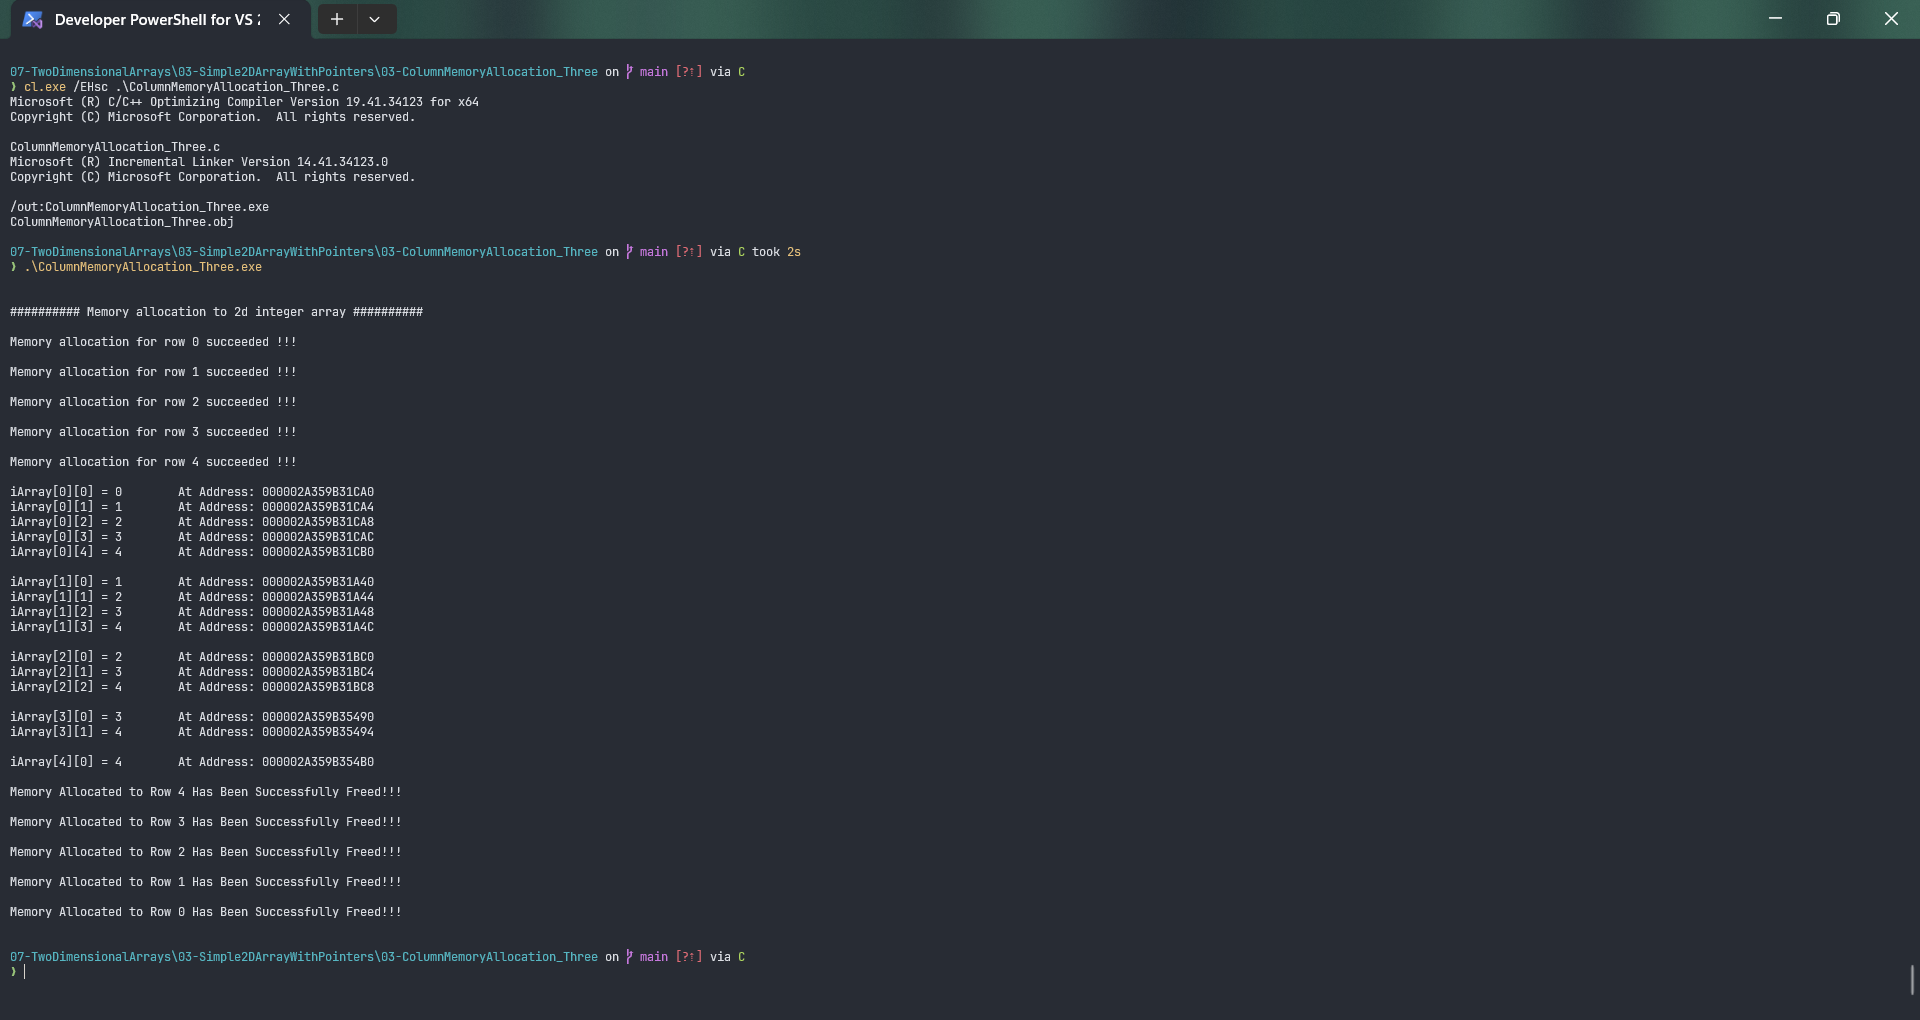 Developer PowerShell for VS
07-TwoDimensionalArrays\03-Simple2DArrayWithPointers\03-ColumnMemoryAllocation_Three on main [?↑] via C
❯ cl.exe /EHsc .\ColumnMemoryAllocation_Three.c
Microsoft (R) C/C++ Optimizing Compiler Version 19.41.34123 for x64
Copyright (C) Microsoft Corporation.  All rights reserved.
ColumnMemoryAllocation_Three.c
Microsoft (R) Incremental Linker Version 14.41.34123.0
Copyright (C) Microsoft Corporation.  All rights reserved.
/out:ColumnMemoryAllocation_Three.exe
ColumnMemoryAllocation_Three.obj
07-TwoDimensionalArrays\03-Simple2DArrayWithPointers\03-ColumnMemoryAllocation_Three on main [?↑] via C took 2s
❯ .\ColumnMemoryAllocation_Three.exe
########## Memory allocation to 2d integer array ##########
Memory allocation for row 0 succeeded !!!
Memory allocation for row 1 succeeded !!!
Memory allocation for row 2 succeeded !!!
Memory allocation for row 3 succeeded !!!
Memory allocation for row 4 succeeded !!!
iArray[0][0] = 0        At Address: 000002A359B31CA0
iArray[0][1] = 1        At Address: 000002A359B31CA4
iArray[0][2] = 2        At Address: 000002A359B31CA8
iArray[0][3] = 3        At Address: 000002A359B31CAC
iArray[0][4] = 4        At Address: 000002A359B31CB0
iArray[1][0] = 1        At Address: 000002A359B31A40
iArray[1][1] = 2        At Address: 000002A359B31A44
iArray[1][2] = 3        At Address: 000002A359B31A48
iArray[1][3] = 4        At Address: 000002A359B31A4C
iArray[2][0] = 2        At Address: 000002A359B31BC0
iArray[2][1] = 3        At Address: 000002A359B31BC4
iArray[2][2] = 4        At Address: 000002A359B31BC8
iArray[3][0] = 3        At Address: 000002A359B35490
iArray[3][1] = 4        At Address: 000002A359B35494
iArray[4][0] = 4        At Address: 000002A359B354B0
Memory Allocated to Row 4 Has Been Successfully Freed!!!
Memory Allocated to Row 3 Has Been Successfully Freed!!!
Memory Allocated to Row 2 Has Been Successfully Freed!!!
Memory Allocated to Row 1 Has Been Successfully Freed!!!
Memory Allocated to Row 0 Has Been Successfully Freed!!!
07-TwoDimensionalArrays\03-Simple2DArrayWithPointers\03-ColumnMemoryAllocation_Three on main [?↑] via C
❯